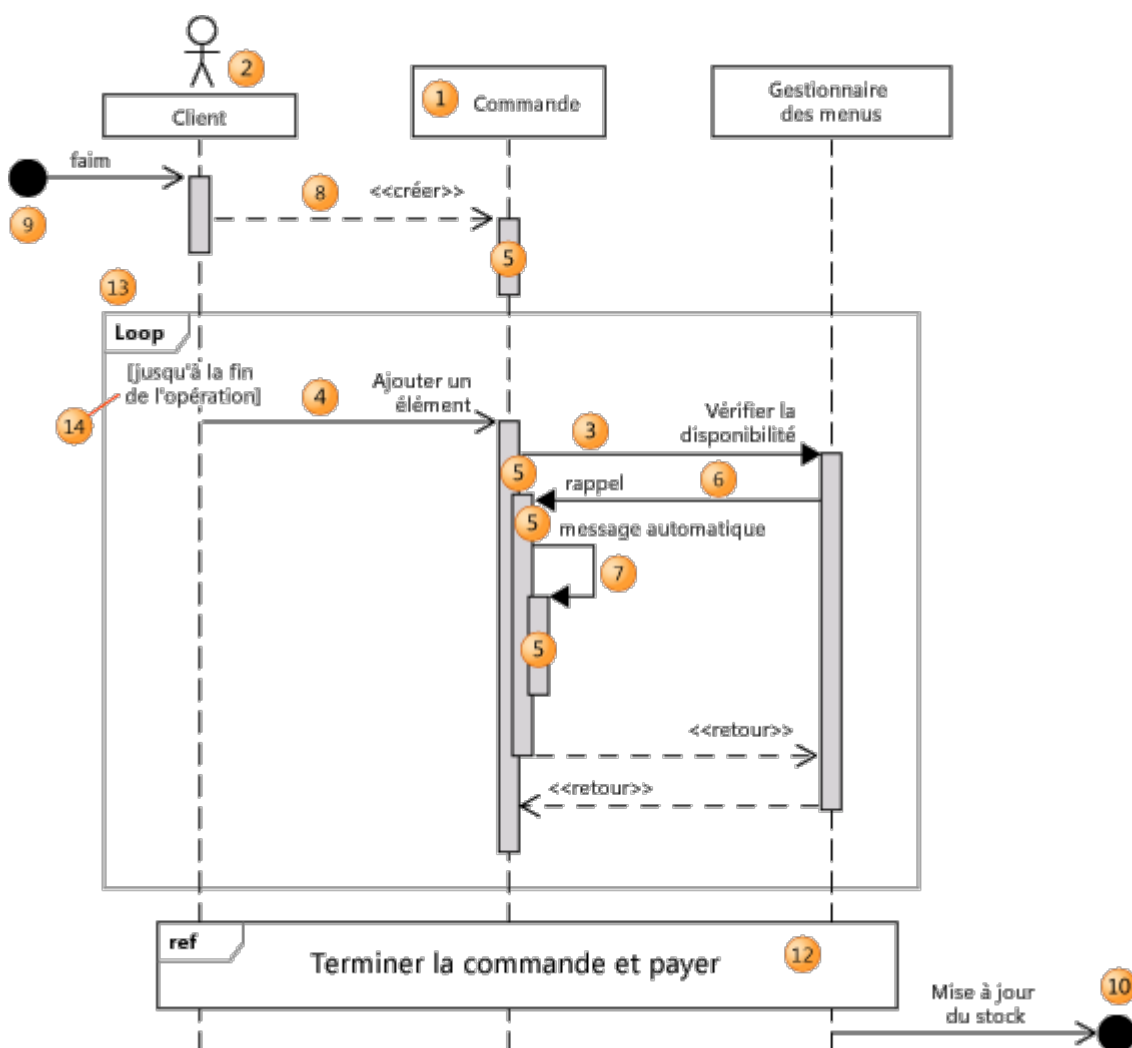 2
Client
1
Commande
Gestionnaire
des menus
faim
9
8
<<créer>>
5
13
Loop
[jusqu'à la fin
de l'opération]
14
4
Ajouter un
élément
3
Vérifier la
disponibilité
5
rappel
6
5
message automatique
7
5
<<retour>>
<<retour>>
ref
Terminer la commande et payer
12
Mise à jour
du stock
10